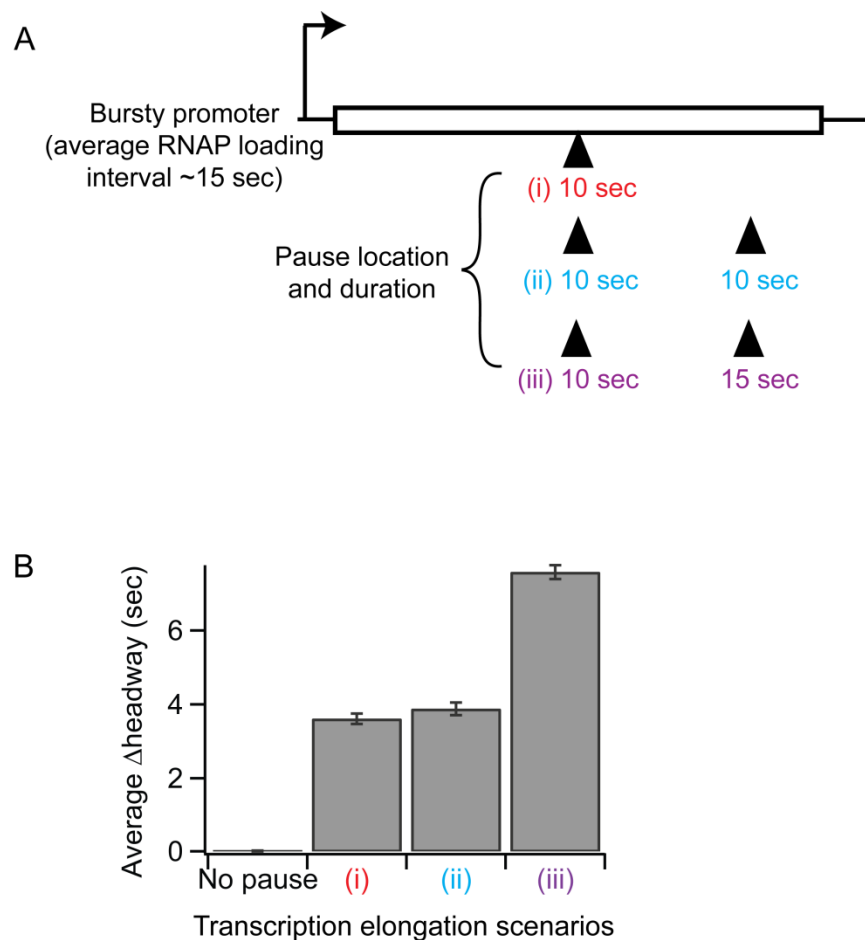 A
Bursty promoter
(average RNAP loading
interval ~15 sec)
(i) 10 sec
Pause location
and duration
(ii) 10 sec
10 sec
(iii) 10 sec
15 sec
B
Average Δheadway (sec)
6
4
2
0
No pause
(i)
(ii)
(iii)
Transcription elongation scenarios